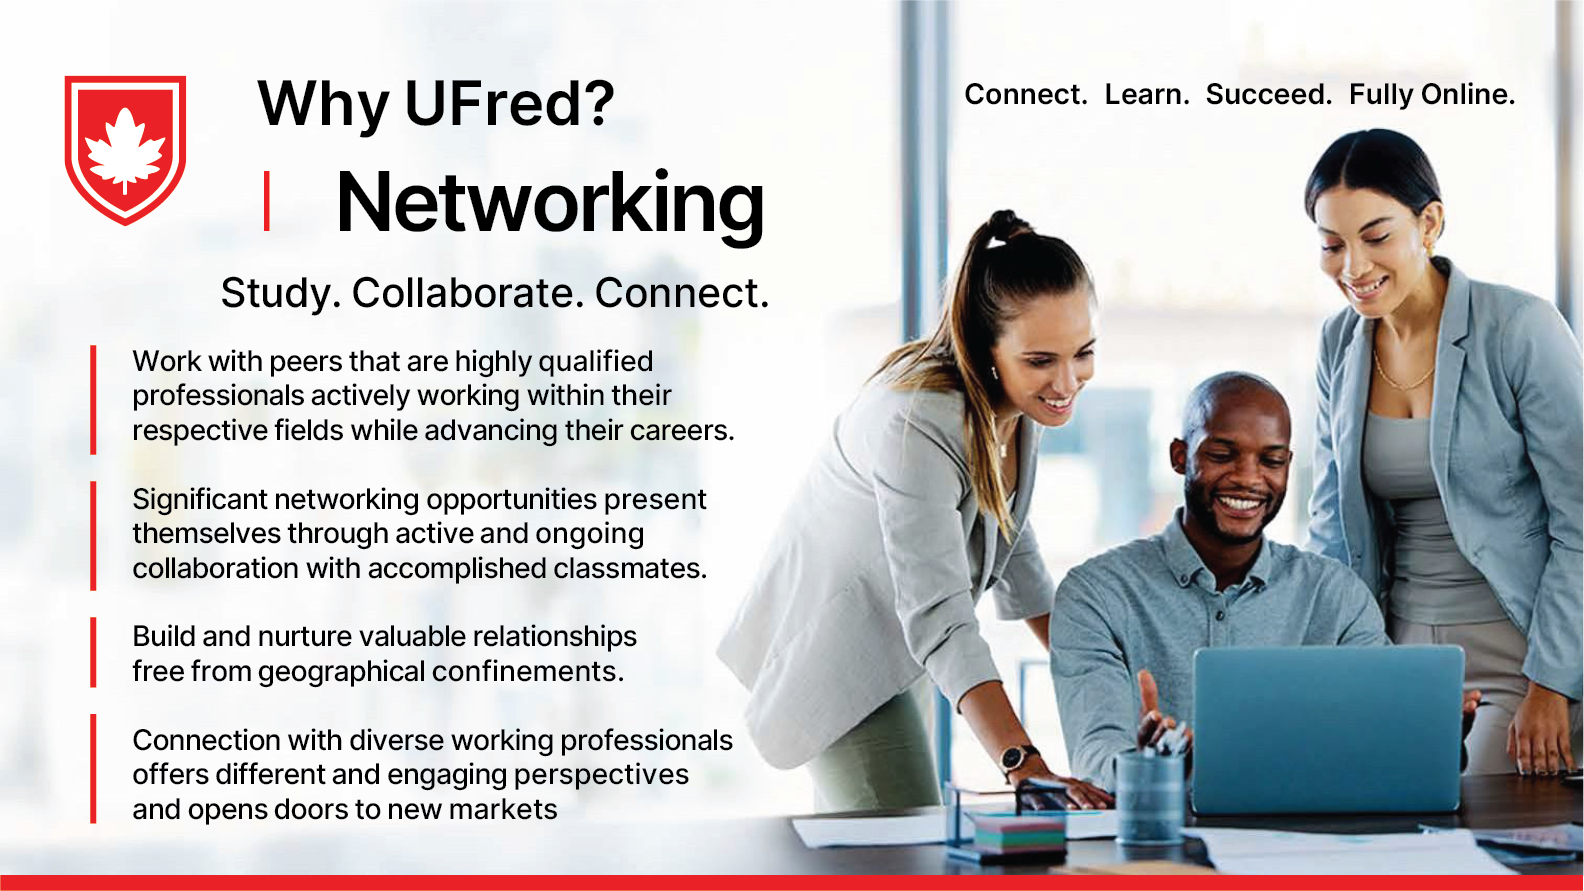 Why UFred?
Connect. Learn. Succeed. Fully Online.
Networking
Study. Collaborate. Connect.
Work with peers that are highly qualified
professionals actively working within their
respective fields while advancing their careers.
Significant networking opportunities present
themselves through active and ongoing
collaboration with accomplished classmates.
Build and nurture valuable relationships
free from geographical confinements.
Connection with diverse working professionals
offers different and engaging perspectives
and opens doors to new markets